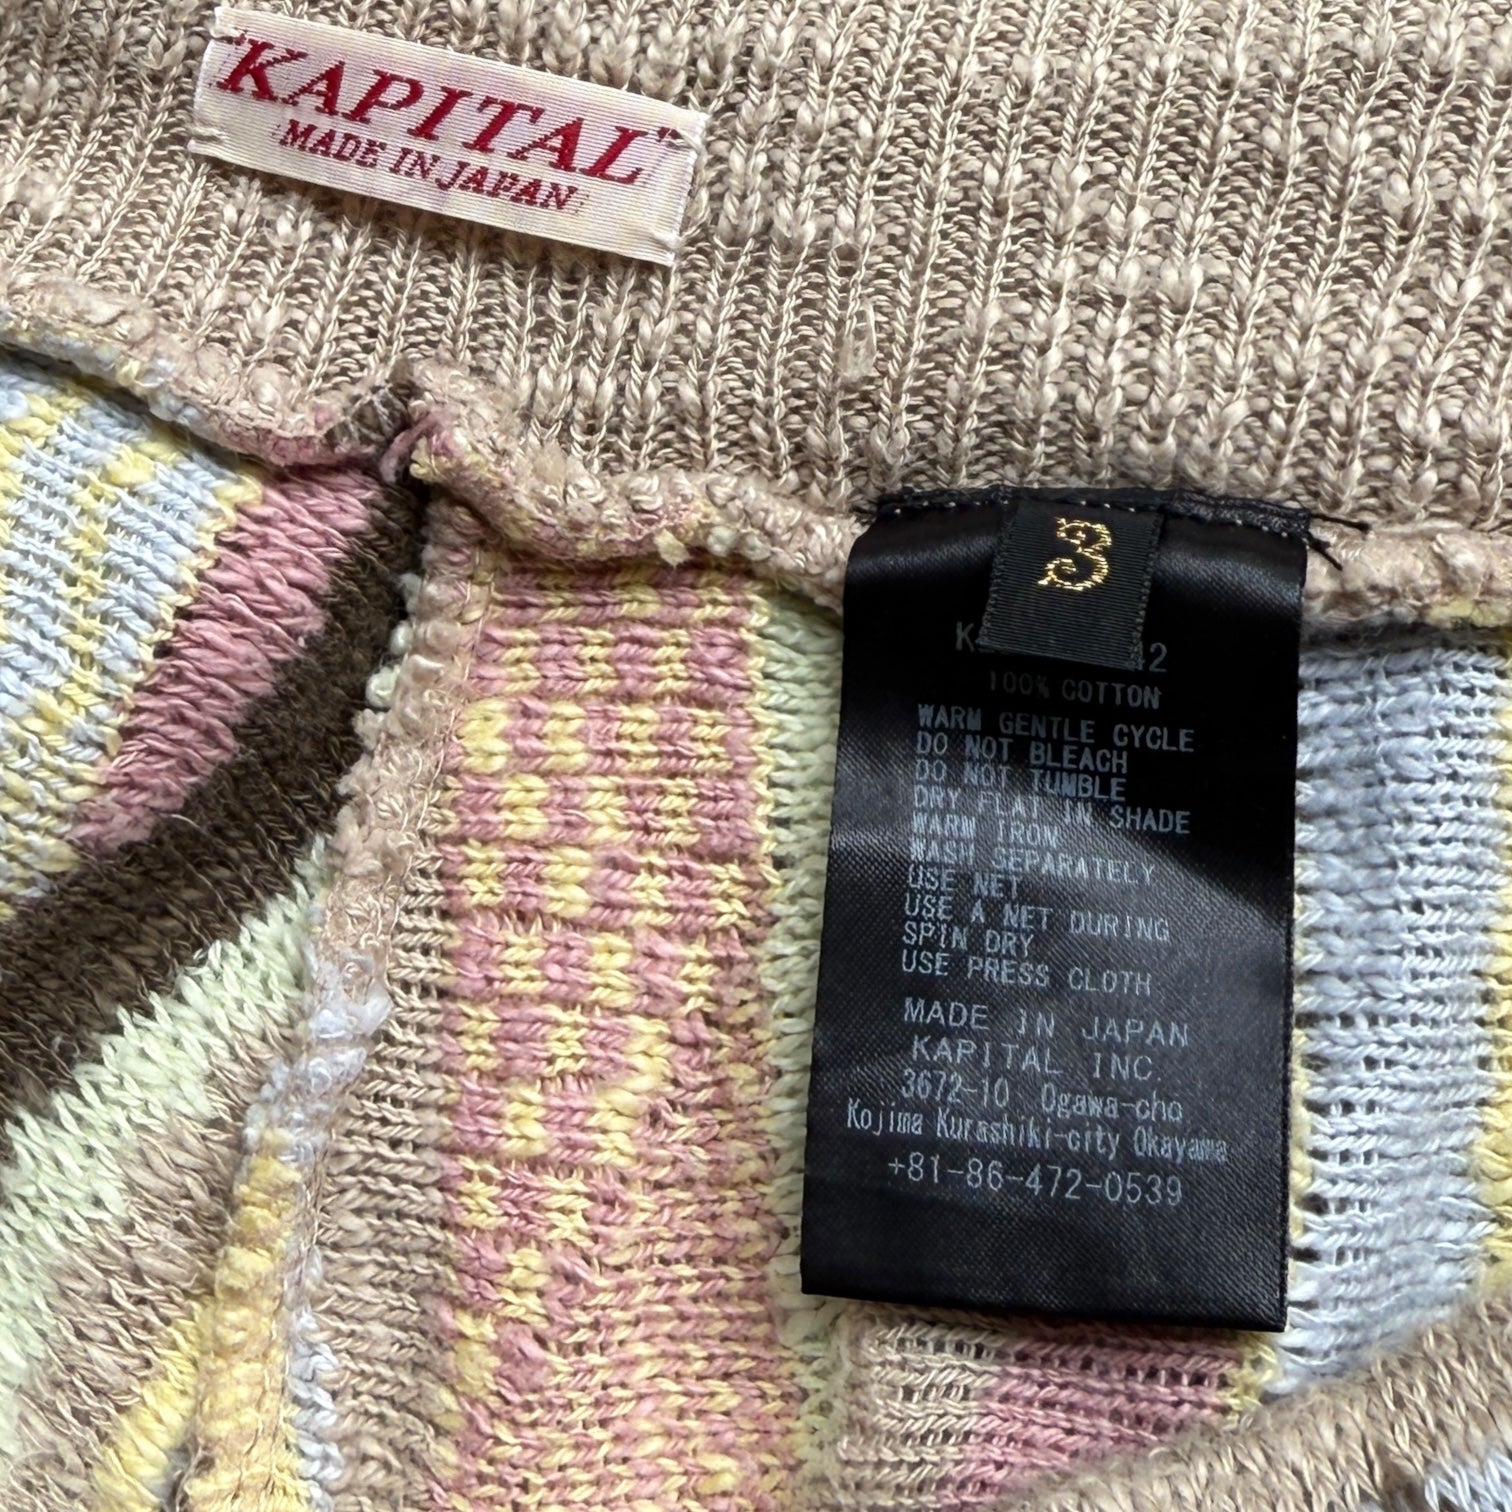 "KAPITAL"
MADE IN JAPAN
3
100% COTTON
WARM GENTLE CYCLE
DO NOT BLEACH
DO NOT TUMBLE
DRY FLAT IN SHADE
WARM IRON
WASH SEPARATELY
USE NET
USE A NET DURING
SPIN DRY
USE PRESS CLOTH
MADE IN JAPAN
KAPITAL INC.
3672-10 Ogawa-cho
Kojima Kurashiki-city Okayama
+81-86-472-0539